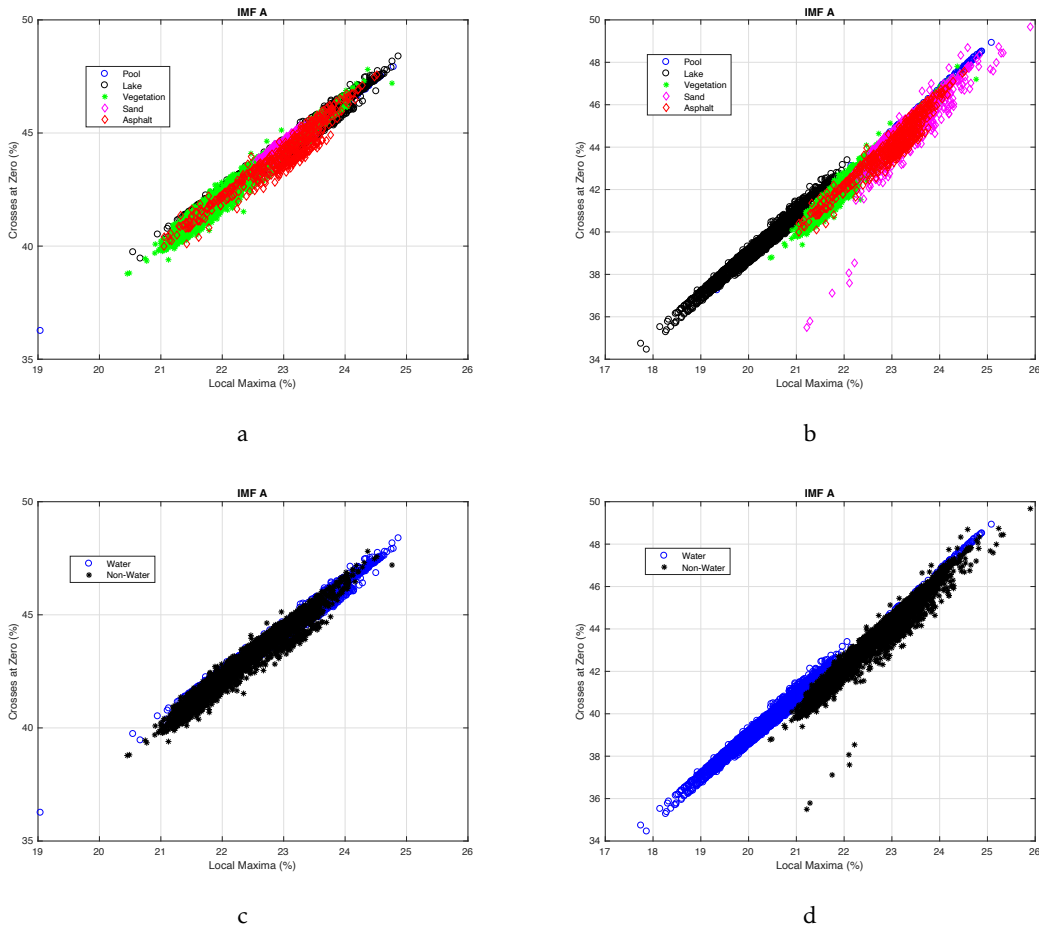 IMF A
50
45
40
35
Crosses at Zero (%)
Pool
Lake
Vegetation
Sand
Asphalt
19 20 21 22 23 24 25 26
Local Maxima (%)
a
IMF A
50
48
46
44
42
40
38
36
34
Crosses at Zero (%)
Pool
Lake
Vegetation
Sand
Asphalt
17 18 19 20 21 22 23 24 25 26
Local Maxima (%)
b
IMF A
50
45
40
35
Crosses at Zero (%)
Water
Non-Water
19 20 21 22 23 24 25 26
Local Maxima (%)
c
IMF A
50
48
46
44
42
40
38
36
34
Crosses at Zero (%)
Water
Non-Water
17 18 19 20 21 22 23 24 25 26
Local Maxima (%)
d